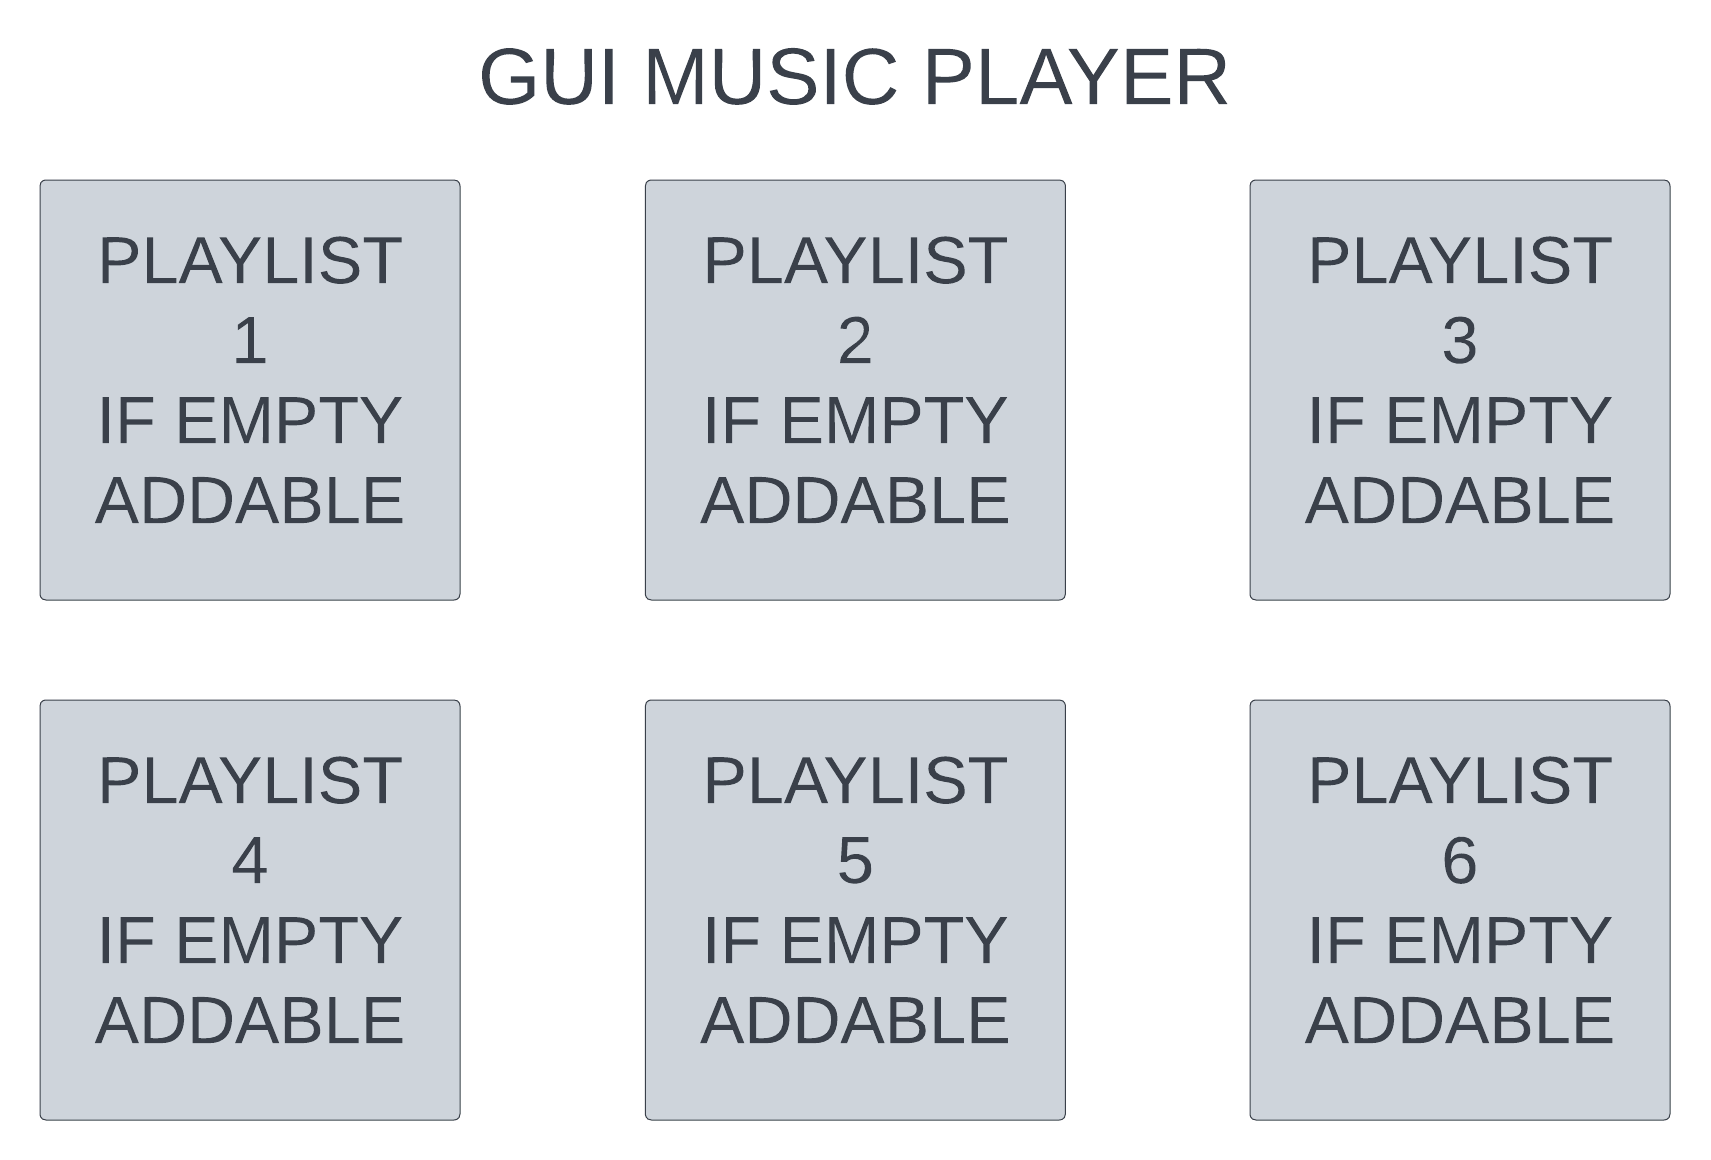 GUI MUSIC PLAYER
PLAYLIST
1
IF EMPTY
ADDABLE
PLAYLIST
2
IF EMPTY
ADDABLE
PLAYLIST
3
IF EMPTY
ADDABLE
PLAYLIST
4
IF EMPTY
ADDABLE
PLAYLIST
5
IF EMPTY
ADDABLE
PLAYLIST
6
IF EMPTY
ADDABLE